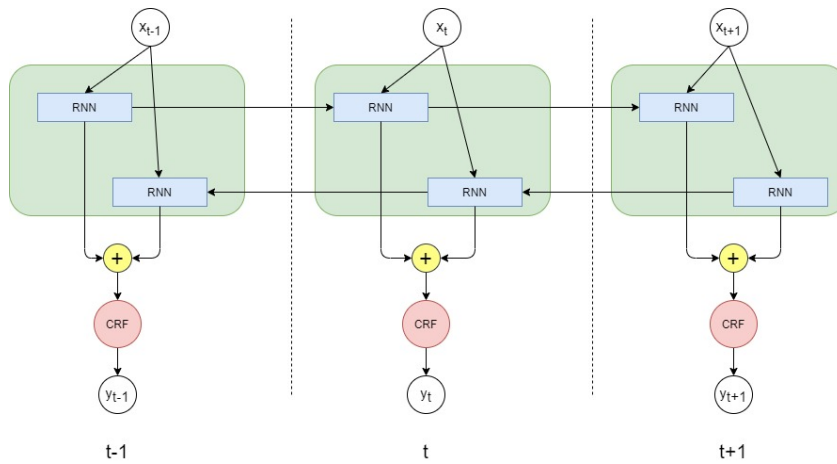 x_{t-1} x_t x_{t+1}
RNN RNN RNN
RNN RNN RNN
+ + +
CRF CRF CRF
y_{t-1} y_t y_{t+1}
t-1 t t+1